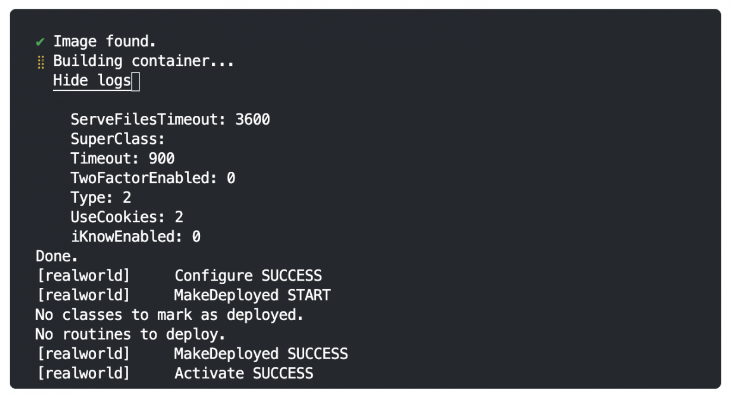 ✔ Image found.
⣿ Building container...
Hide logs
ServeFilesTimeout: 3600
SuperClass:
Timeout: 900
TwoFactorEnabled: 0
Type: 2
UseCookies: 2
iKnowEnabled: 0
Done.
[realworld] Configure SUCCESS
[realworld] MakeDeployed START
No classes to mark as deployed.
No routines to deploy.
[realworld] MakeDeployed SUCCESS
[realworld] Activate SUCCESS